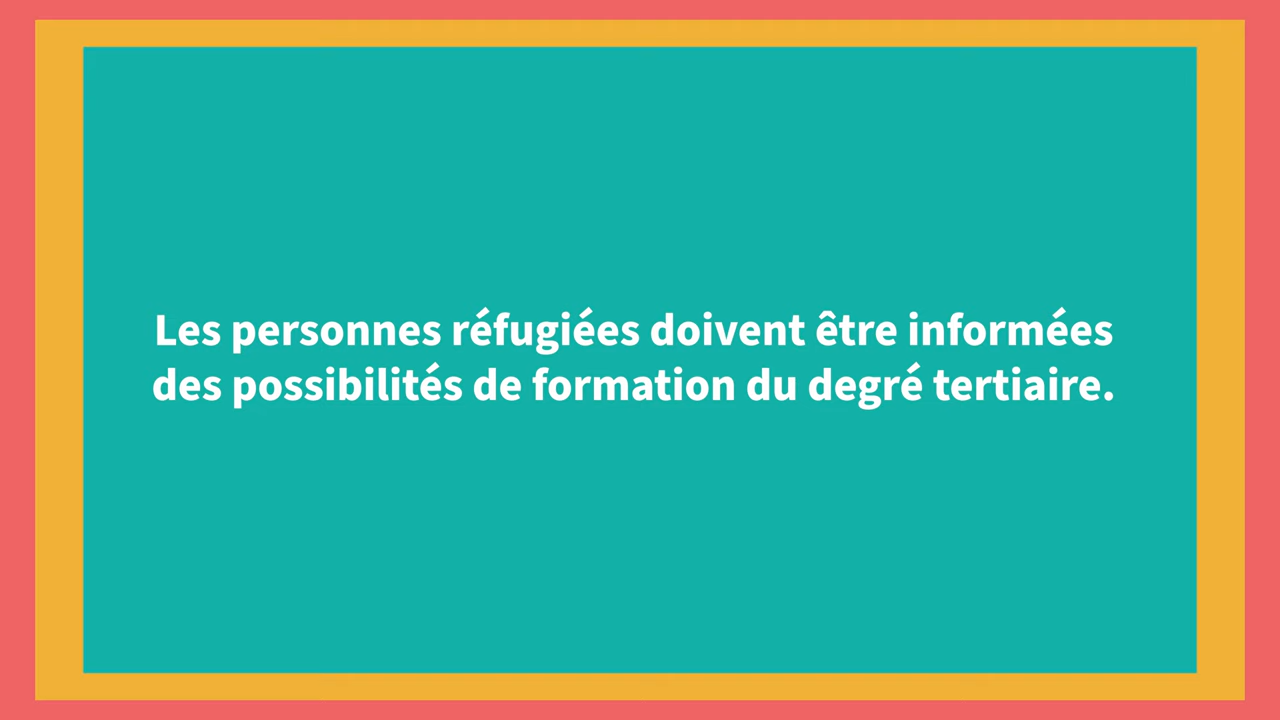 Les personnes réfugiées doivent être informées
des possibilités de formation du degré tertiaire.